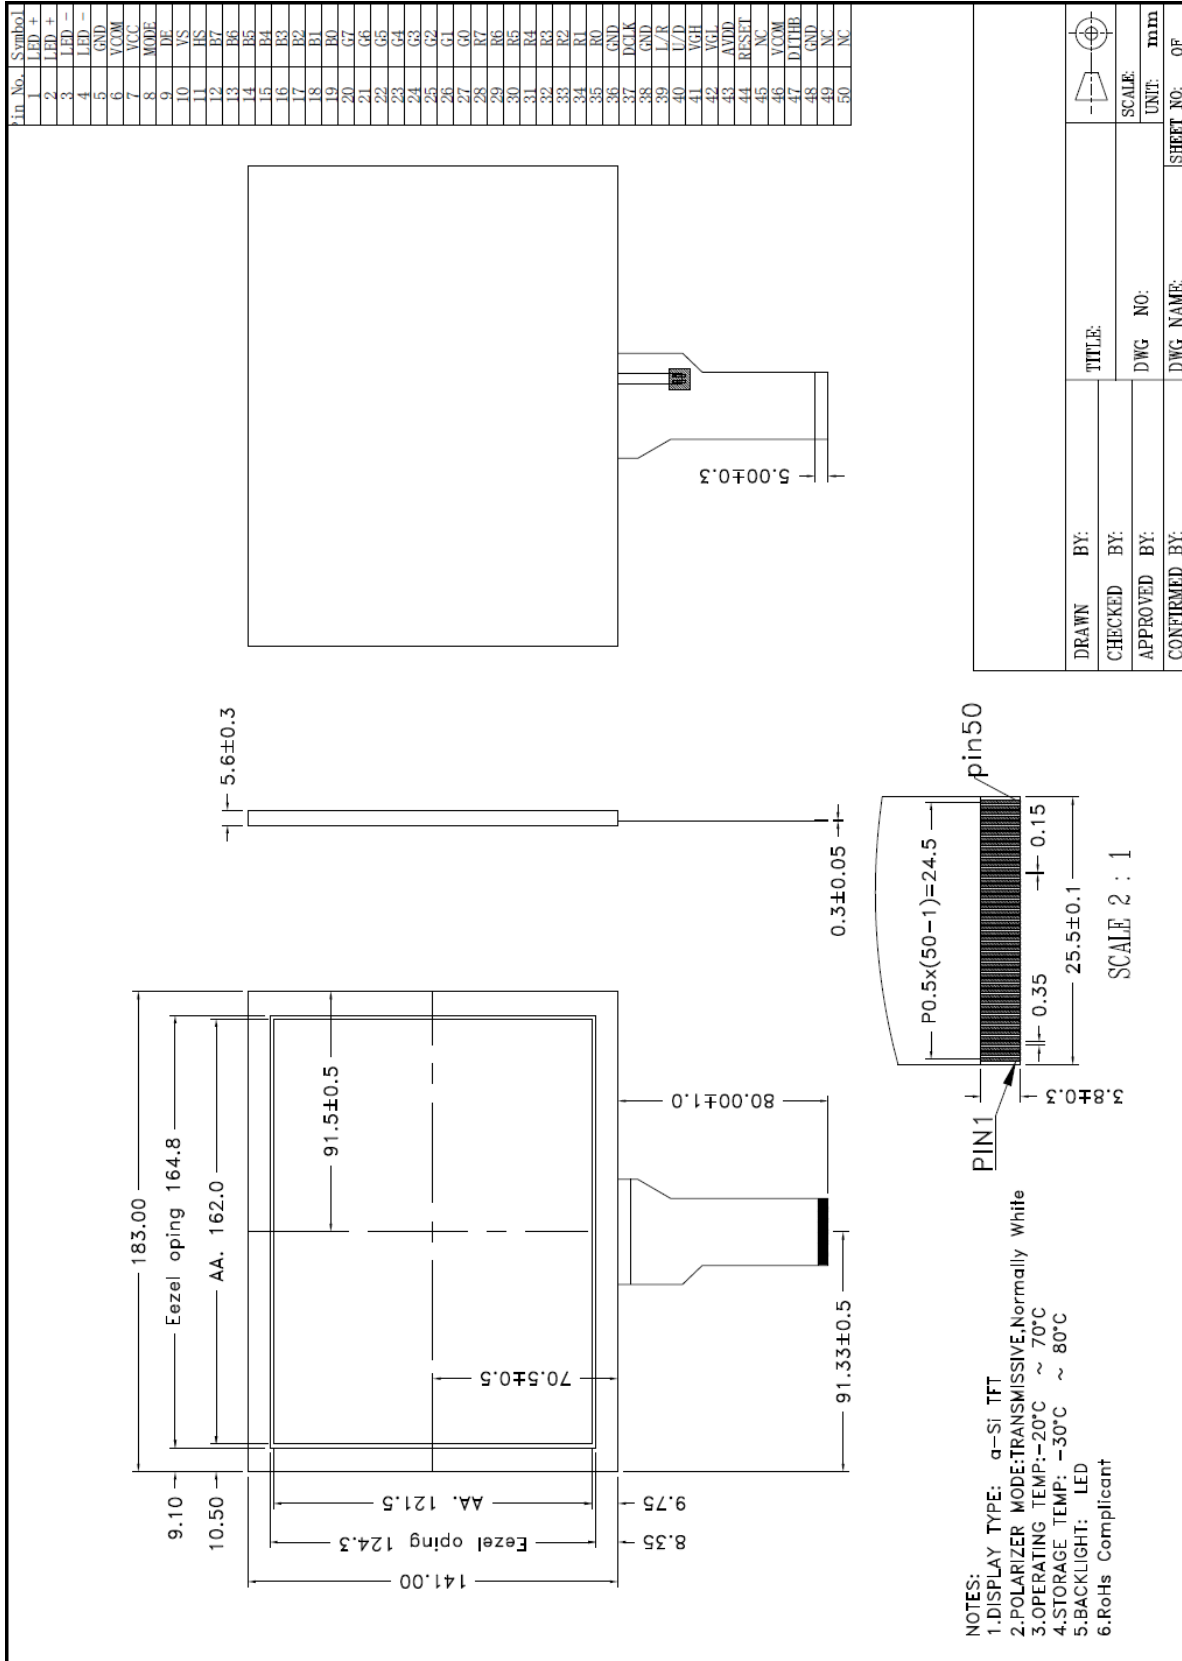 183.00
Eezel oping 164.8
AA. 162.0
9.10
10.50
91.5±0.5
70.5±0.5
AA. 121.5
Eezel oping 124.3
141.00
9.75
8.35
80.00±1.0
91.33±0.5
5.6±0.3
0.3±0.05
5.00±0.3
Pin No. Symbol
1 LED +
2 LED +
3 LED -
4 LED -
5 GND
6 VCOM
7 VCC
8 MODE
9 DE
10 VS
11 HS
12 B7
13 B6
14 B5
15 B4
16 B3
17 B2
18 B1
19 B0
20 G7
21 G6
22 G5
23 G4
24 G3
25 G2
26 G1
27 G0
28 R7
29 R6
30 R5
31 R4
32 R3
33 R2
34 R1
35 R0
36 GND
37 DCLK
38 GND
39 L/R
40 U/D
41 VGH
42 VGL
43 AVDD
44 RESET
45 NC
46 VCOM
47 DITHB
48 GND
49 NC
50 NC
NOTES:
1.DISPLAY TYPE: a-Si TFT
2.POLARIZER MODE:TRANSMISSIVE,Normally White
3.OPERATING TEMP:-20°C ~ 70°C
4.STORAGE TEMP: -30°C ~ 80°C
5.BACKLIGHT: LED
6.RoHs Complicant
PIN1
pin50
P0.5x(50-1)=24.5
0.35
0.15
25.5±0.1
3.8±0.3
SCALE 2 : 1
DRAWN BY:
CHECKED BY:
APPROVED BY:
CONFIRMED BY:
TITLE:
DWG NO:
DWG NAME:
SCALE:
UNIT: mm
SHEET NO: OF